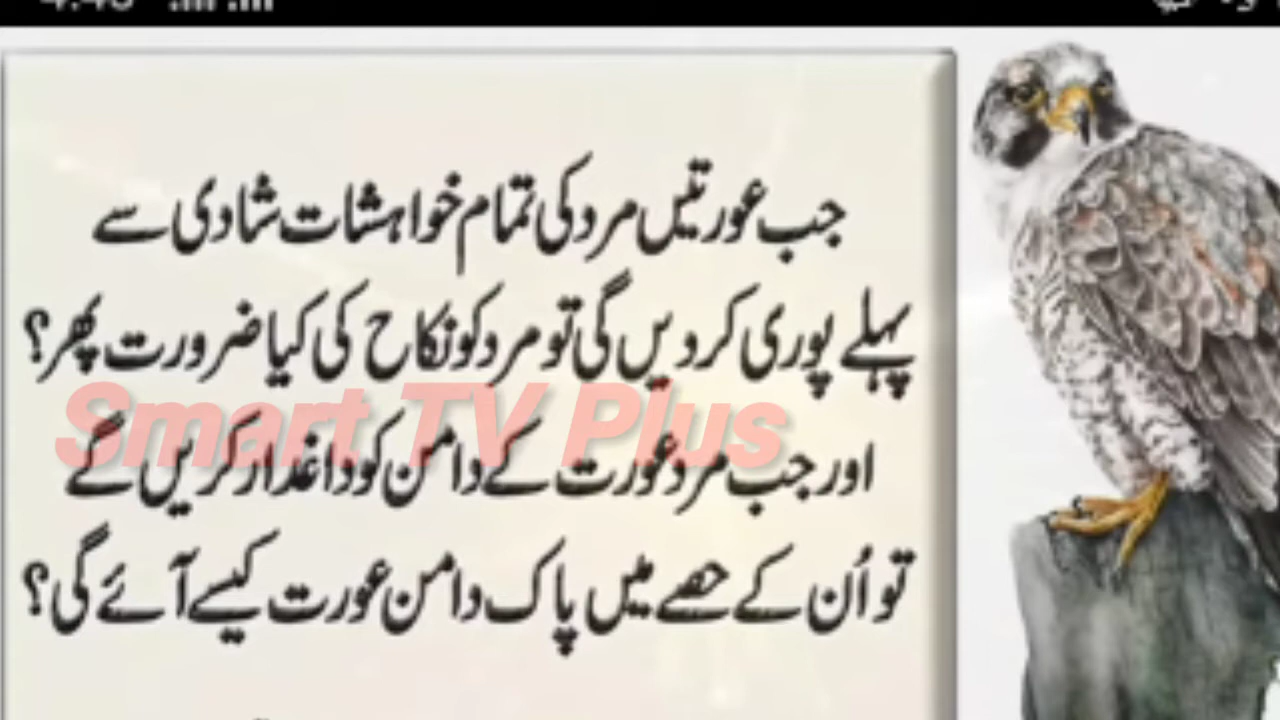 جب عورتیں مرد کی تمام خواہشات شادی سے
پہلے پوری کردیں گی تو مرد کو نکاح کی کیا ضرورت پھر؟
Smart TV Plus
اور جب مرد عورت کے دامن کو داغدار کریں گے
تو اُن کے حصے میں پاک دامن عورت کیسے آئے گی؟